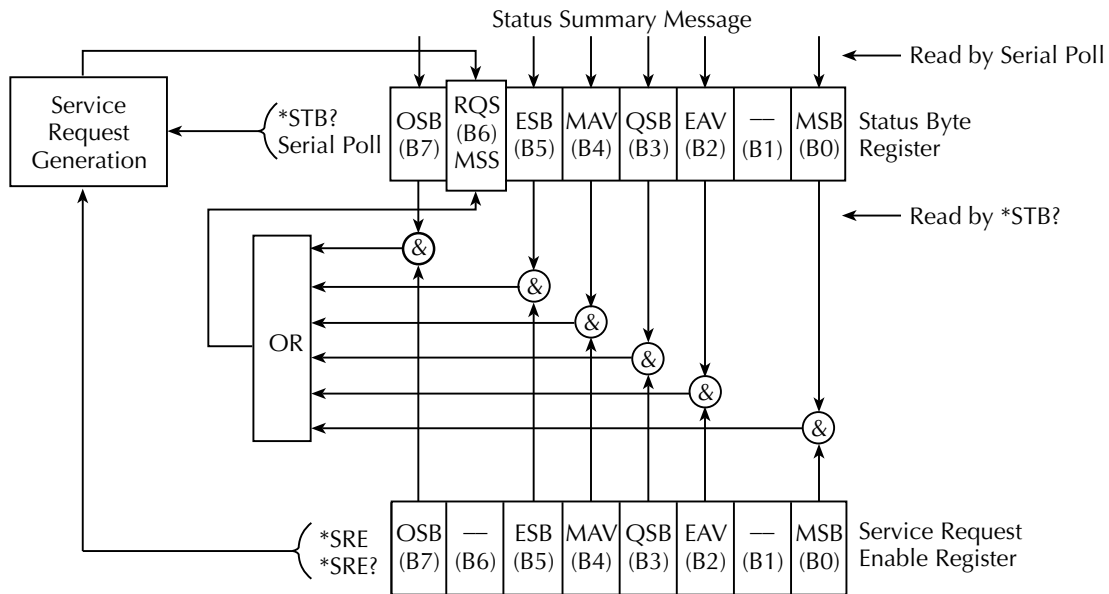 Status Summary Message
Read by Serial Poll
Service
Request
Generation
*STB?
Serial Poll
OSB
(B7)
RQS
(B6)
MSS
ESB
(B5)
MAV
(B4)
QSB
(B3)
EAV
(B2)
—
(B1)
MSB
(B0)
Status Byte
Register
Read by *STB?
&
&
&
&
&
&
OR
*SRE
*SRE?
OSB
(B7)
—
(B6)
ESB
(B5)
MAV
(B4)
QSB
(B3)
EAV
(B2)
—
(B1)
MSB
(B0)
Service Request
Enable Register